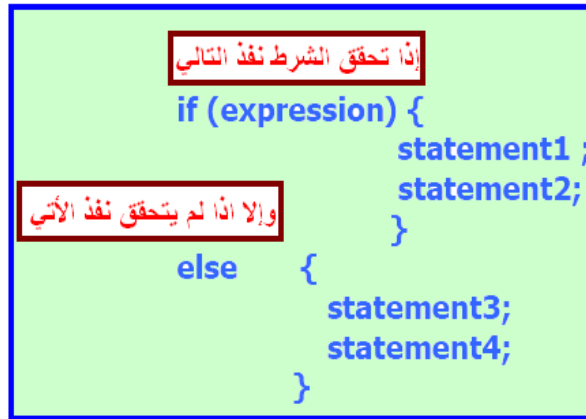 إذا تحقق الشرط نفذ التالي
if (expression) {
statement1 ;
statement2;
وإلا اذا لم يتحقق نفذ الأتي
}
else {
statement3;
statement4;
}